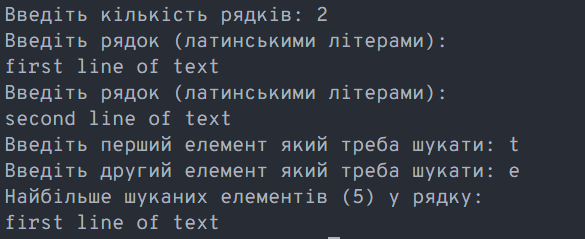 Введіть кількість рядків: 2
Введіть рядок (латинськими літерами):
first line of text
Введіть рядок (латинськими літерами):
second line of text
Введіть перший елемент який треба шукати: t
Введіть другий елемент який треба шукати: e
Найбільше шуканих елементів (5) у рядку:
first line of text